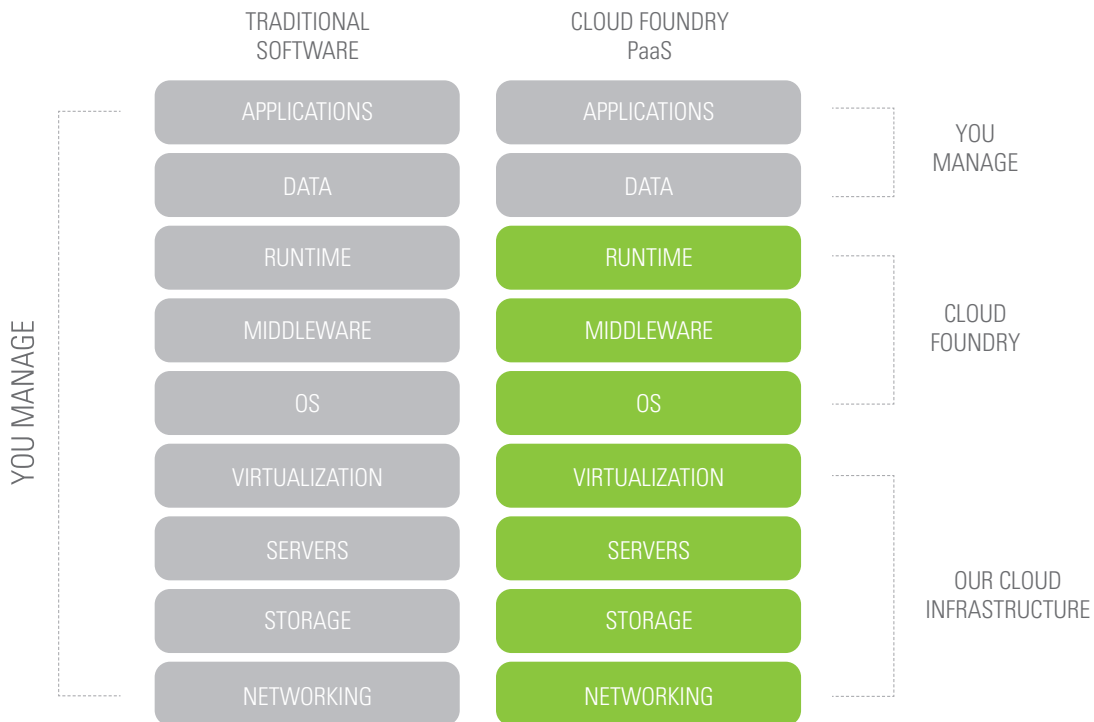 TRADITIONAL
SOFTWARE
CLOUD FOUNDRY
PaaS
YOU MANAGE
APPLICATIONS
DATA
RUNTIME
MIDDLEWARE
OS
VIRTUALIZATION
SERVERS
STORAGE
NETWORKING
APPLICATIONS
DATA
RUNTIME
MIDDLEWARE
OS
VIRTUALIZATION
SERVERS
STORAGE
NETWORKING
YOU
MANAGE
CLOUD
FOUNDRY
OUR CLOUD
INFRASTRUCTURE